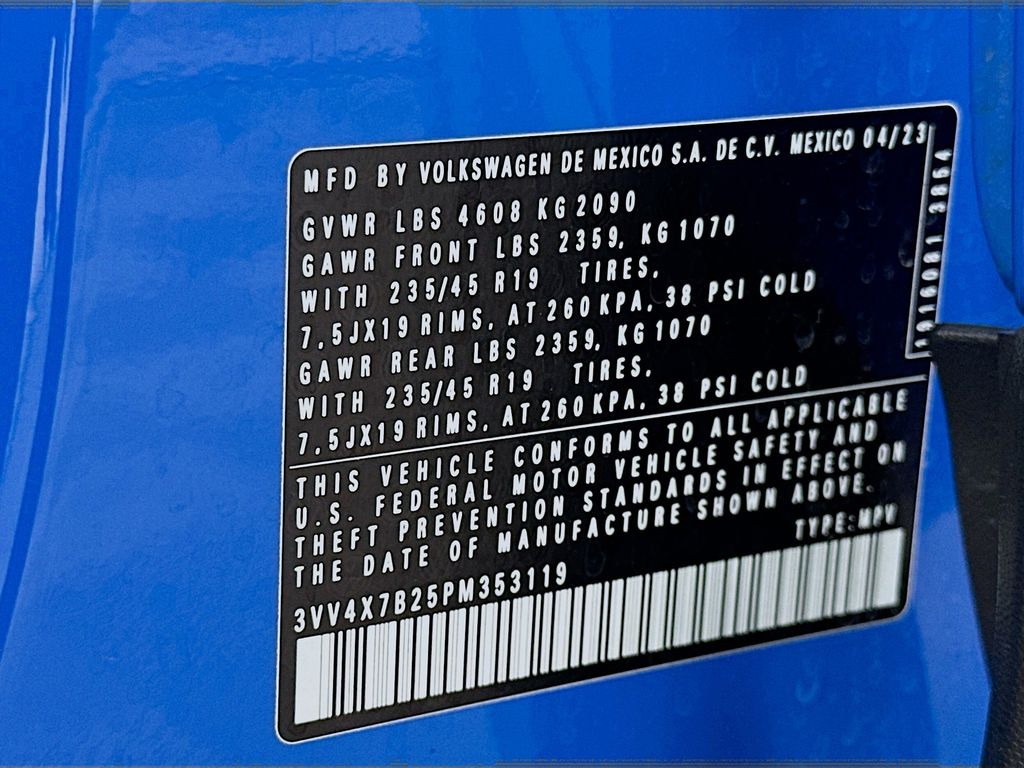 MFD BY VOLKSWAGEN DE MEXICO S.A. DE C.V. MEXICO 04/23
GVWR LBS 4608 KG 2090
GAWR FRONT LBS 2359, KG 1070
WITH 235/45 R19 TIRES,
7,5JX19 RIMS, AT 260 KPA, 38 PSI COLD
GAWR REAR LBS 2359, KG 1070
WITH 235/45 R19 TIRES,
7,5JX19 RIMS, AT 260 KPA, 38 PSI COLD
THIS VEHICLE CONFORMS TO ALL APPLICABLE
U.S. FEDERAL MOTOR VEHICLE SAFETY AND
THEFT PREVENTION STANDARDS IN EFFECT ON
THE DATE OF MANUFACTURE SHOWN ABOVE.
TYPE:MPV
3VV4X7B25PM353119